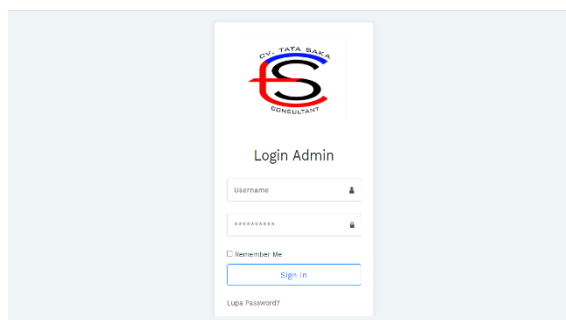 CV. TATA SAKA
CONSULTANT
Login Admin
Username
**********
Remember Me
Sign In
Lupa Password?